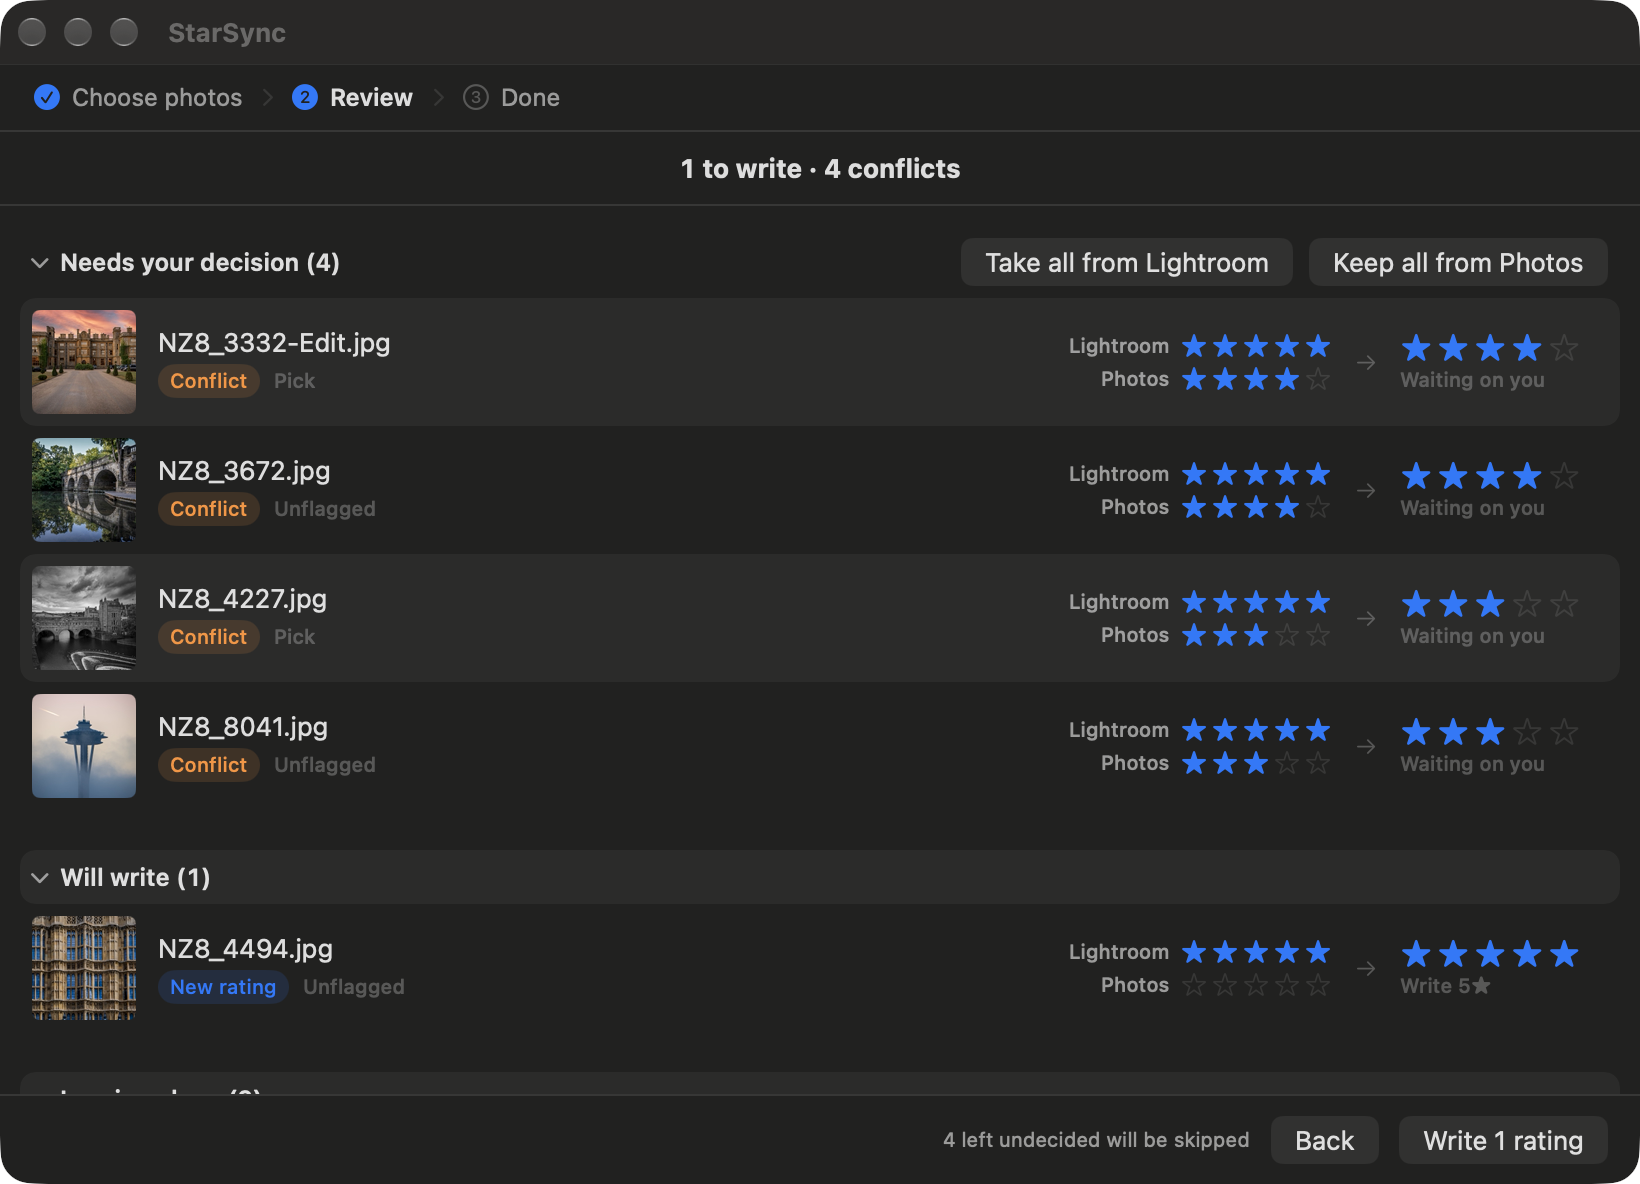 StarSync
Choose photos
2 Review
3 Done
1 to write · 4 conflicts
Needs your decision (4)
Take all from Lightroom
Keep all from Photos
NZ8_3332-Edit.jpg
Conflict Pick
Lightroom ★★★★★
Photos ★★★★☆
→ ★★★★☆
Waiting on you
NZ8_3672.jpg
Conflict Unflagged
Lightroom ★★★★★
Photos ★★★★☆
→ ★★★★☆
Waiting on you
NZ8_4227.jpg
Conflict Pick
Lightroom ★★★★★
Photos ★★★☆☆
→ ★★★☆☆
Waiting on you
NZ8_8041.jpg
Conflict Unflagged
Lightroom ★★★★★
Photos ★★★☆☆
→ ★★★☆☆
Waiting on you
Will write (1)
NZ8_4494.jpg
New rating Unflagged
Lightroom ★★★★★
Photos ☆☆☆☆☆
→ ★★★★★
Write 5★
4 left undecided will be skipped
Back
Write 1 rating